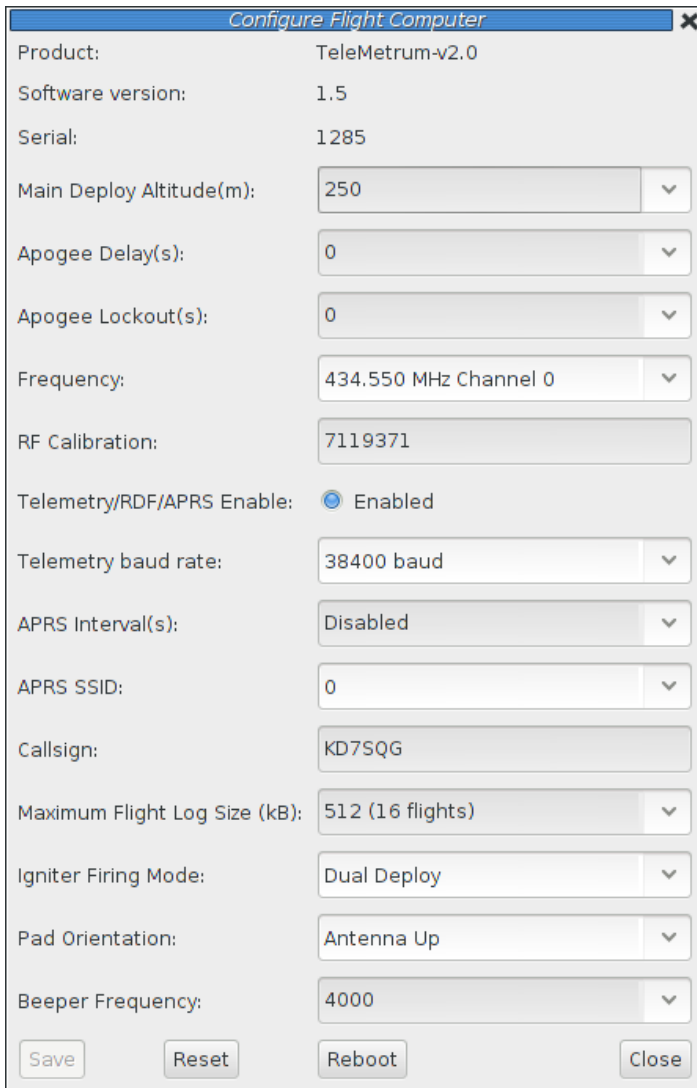 Configure Flight Computer
Product: TeleMetrum-v2.0
Software version: 1.5
Serial: 1285
Main Deploy Altitude(m): 250
Apogee Delay(s): 0
Apogee Lockout(s): 0
Frequency: 434.550 MHz Channel 0
RF Calibration: 7119371
Telemetry/RDF/APRS Enable: Enabled
Telemetry baud rate: 38400 baud
APRS Interval(s): Disabled
APRS SSID: 0
Callsign: KD7SQG
Maximum Flight Log Size (kB): 512 (16 flights)
Igniter Firing Mode: Dual Deploy
Pad Orientation: Antenna Up
Beeper Frequency: 4000
Save Reset Reboot Close